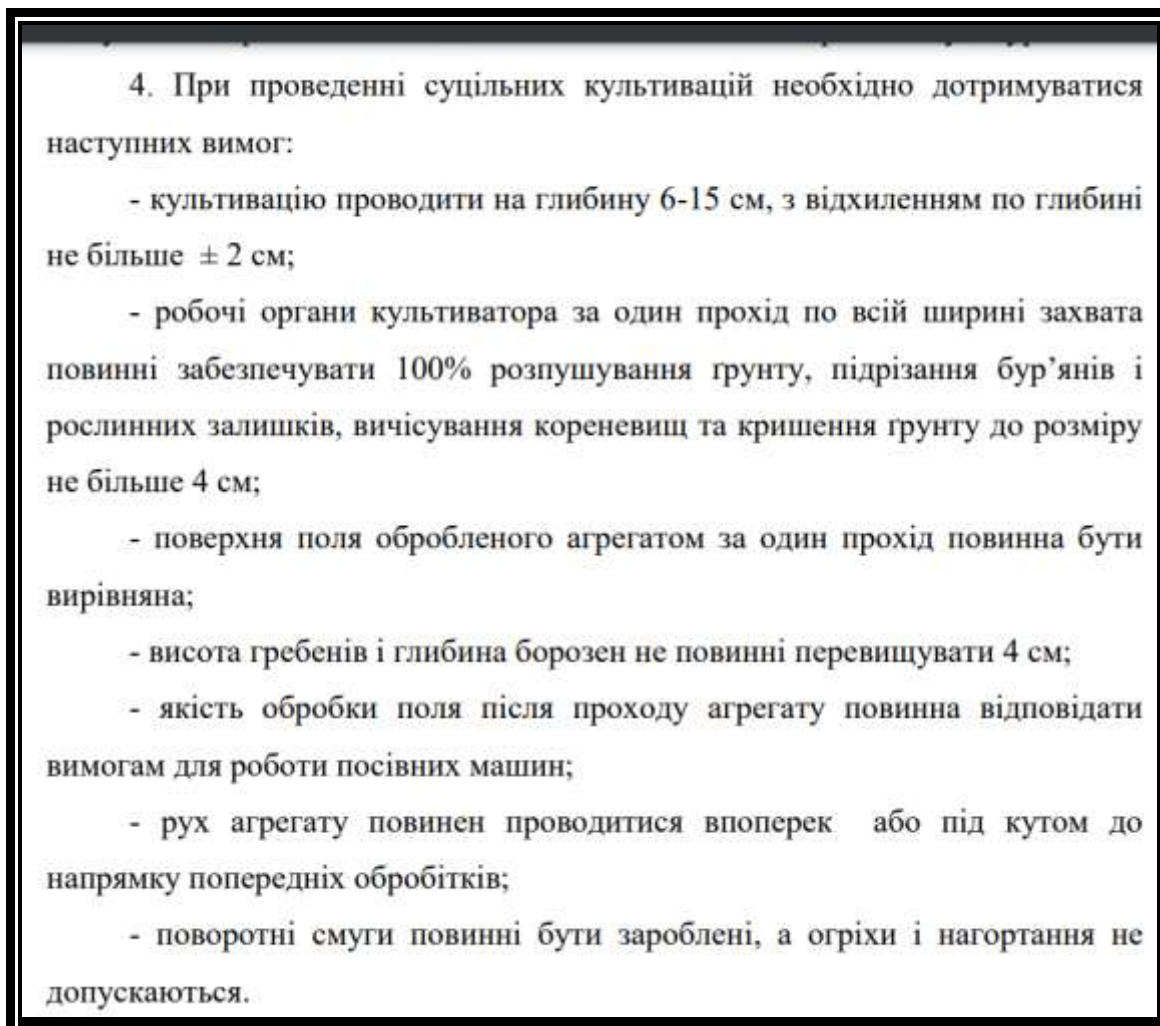 4. При проведенні суцільних культивацій необхідно дотримуватися
наступних вимог:
- культивацію проводити на глибину 6-15 см, з відхиленням по глибині
не більше ± 2 см;
- робочі органи культиватора за один прохід по всій ширині захвата
повинні забезпечувати 100% розпушування ґрунту, підрізання бур’янів і
рослинних залишків, вичісування кореневищ та кришення ґрунту до розміру
не більше 4 см;
- поверхня поля обробленого агрегатом за один прохід повинна бути
вирівняна;
- висота гребенів і глибина борозен не повинні перевищувати 4 см;
- якість обробки поля після проходу агрегату повинна відповідати
вимогам для роботи посівних машин;
- рух агрегату повинен проводитися впоперек або під кутом до
напрямку попередніх обробітків;
- поворотні смуги повинні бути зароблені, а огріхи і нагортання не
допускаються.